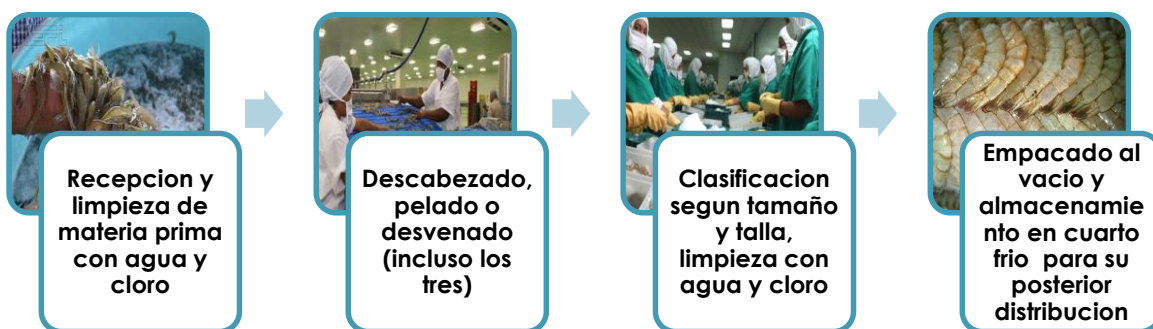 Recepcion y
limpieza de
materia prima
con agua y
cloro
Descabezado,
pelado o
desvenado
(incluso los
tres)
Clasificacion
segun tamaño
y talla,
limpieza con
agua y cloro
Empacado al
vacio y
almacenamie
nto en cuarto
frio para su
posterior
distribucion